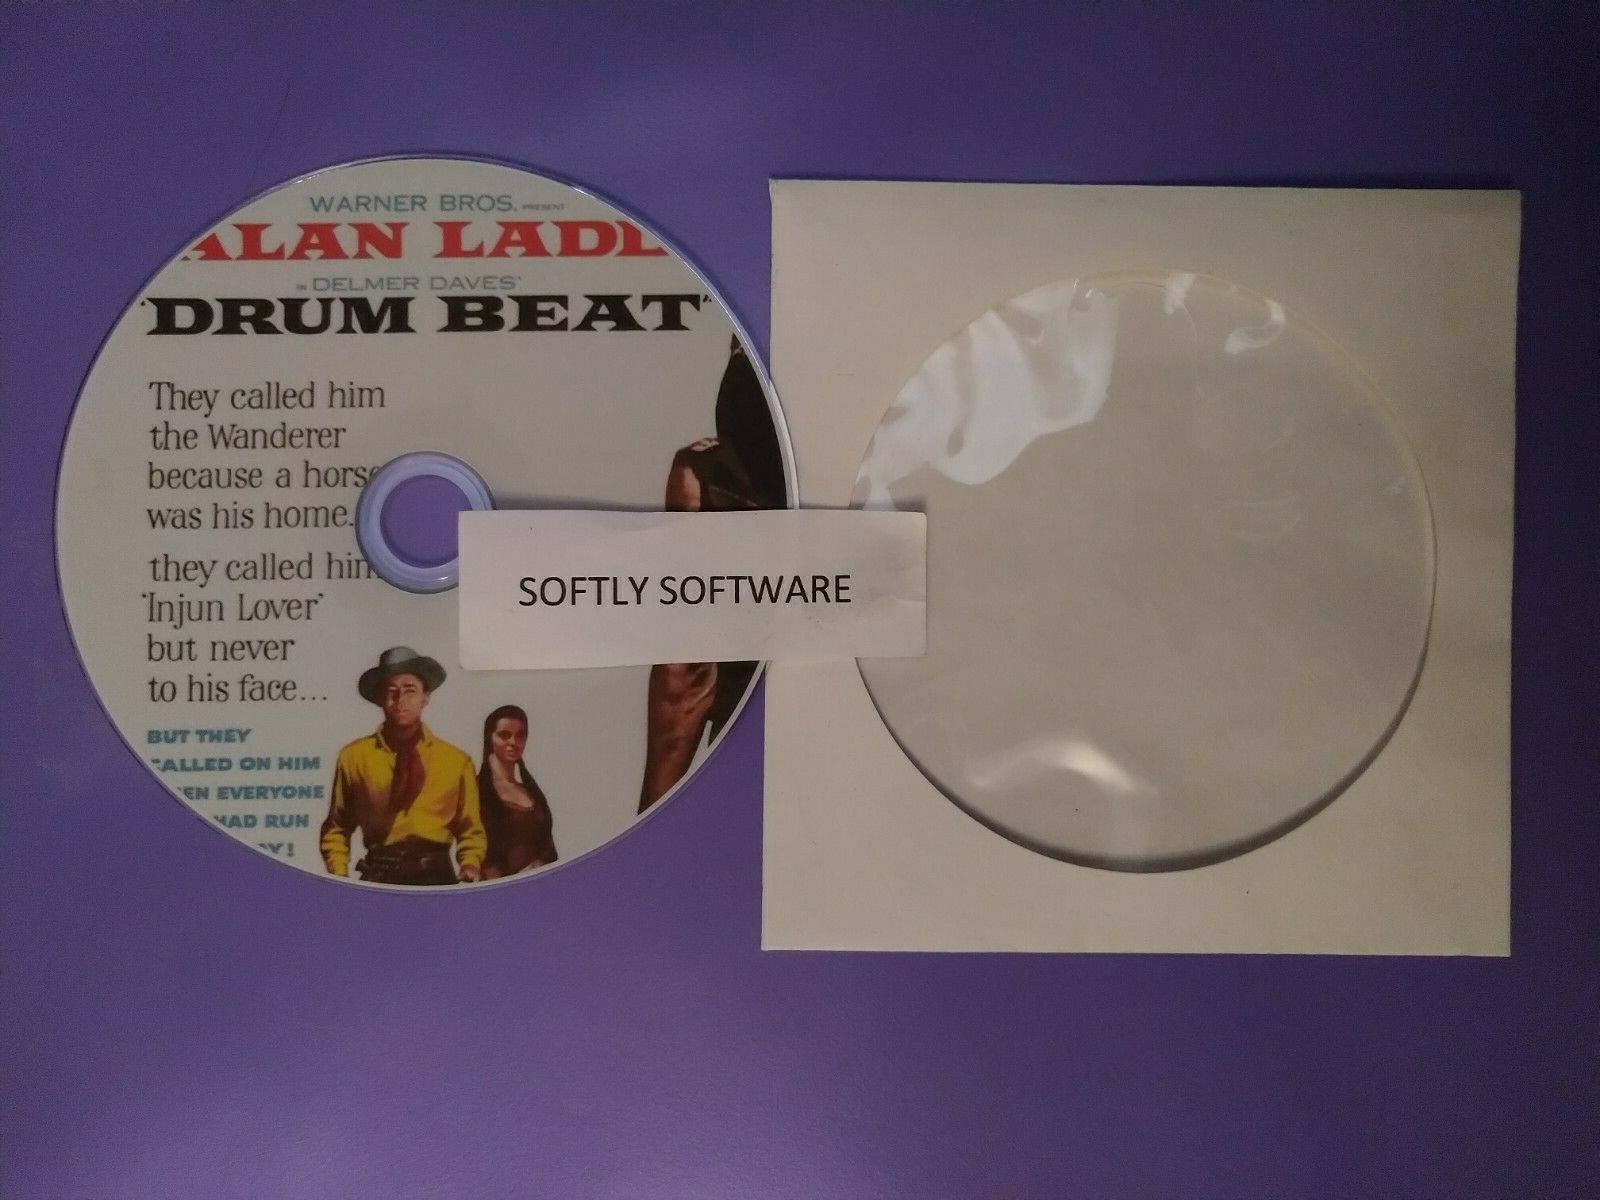 WARNER BROS. PRESENT
ALAN LADD
IN DELMER DAVES'
'DRUM BEAT'
They called him
the Wanderer
because a horse
was his home.
they called him
'Injun Lover'
but never
to his face...
BUT THEY
CALLED ON HIM
EVERYONE
HAD RUN
SOFTLY SOFTWARE